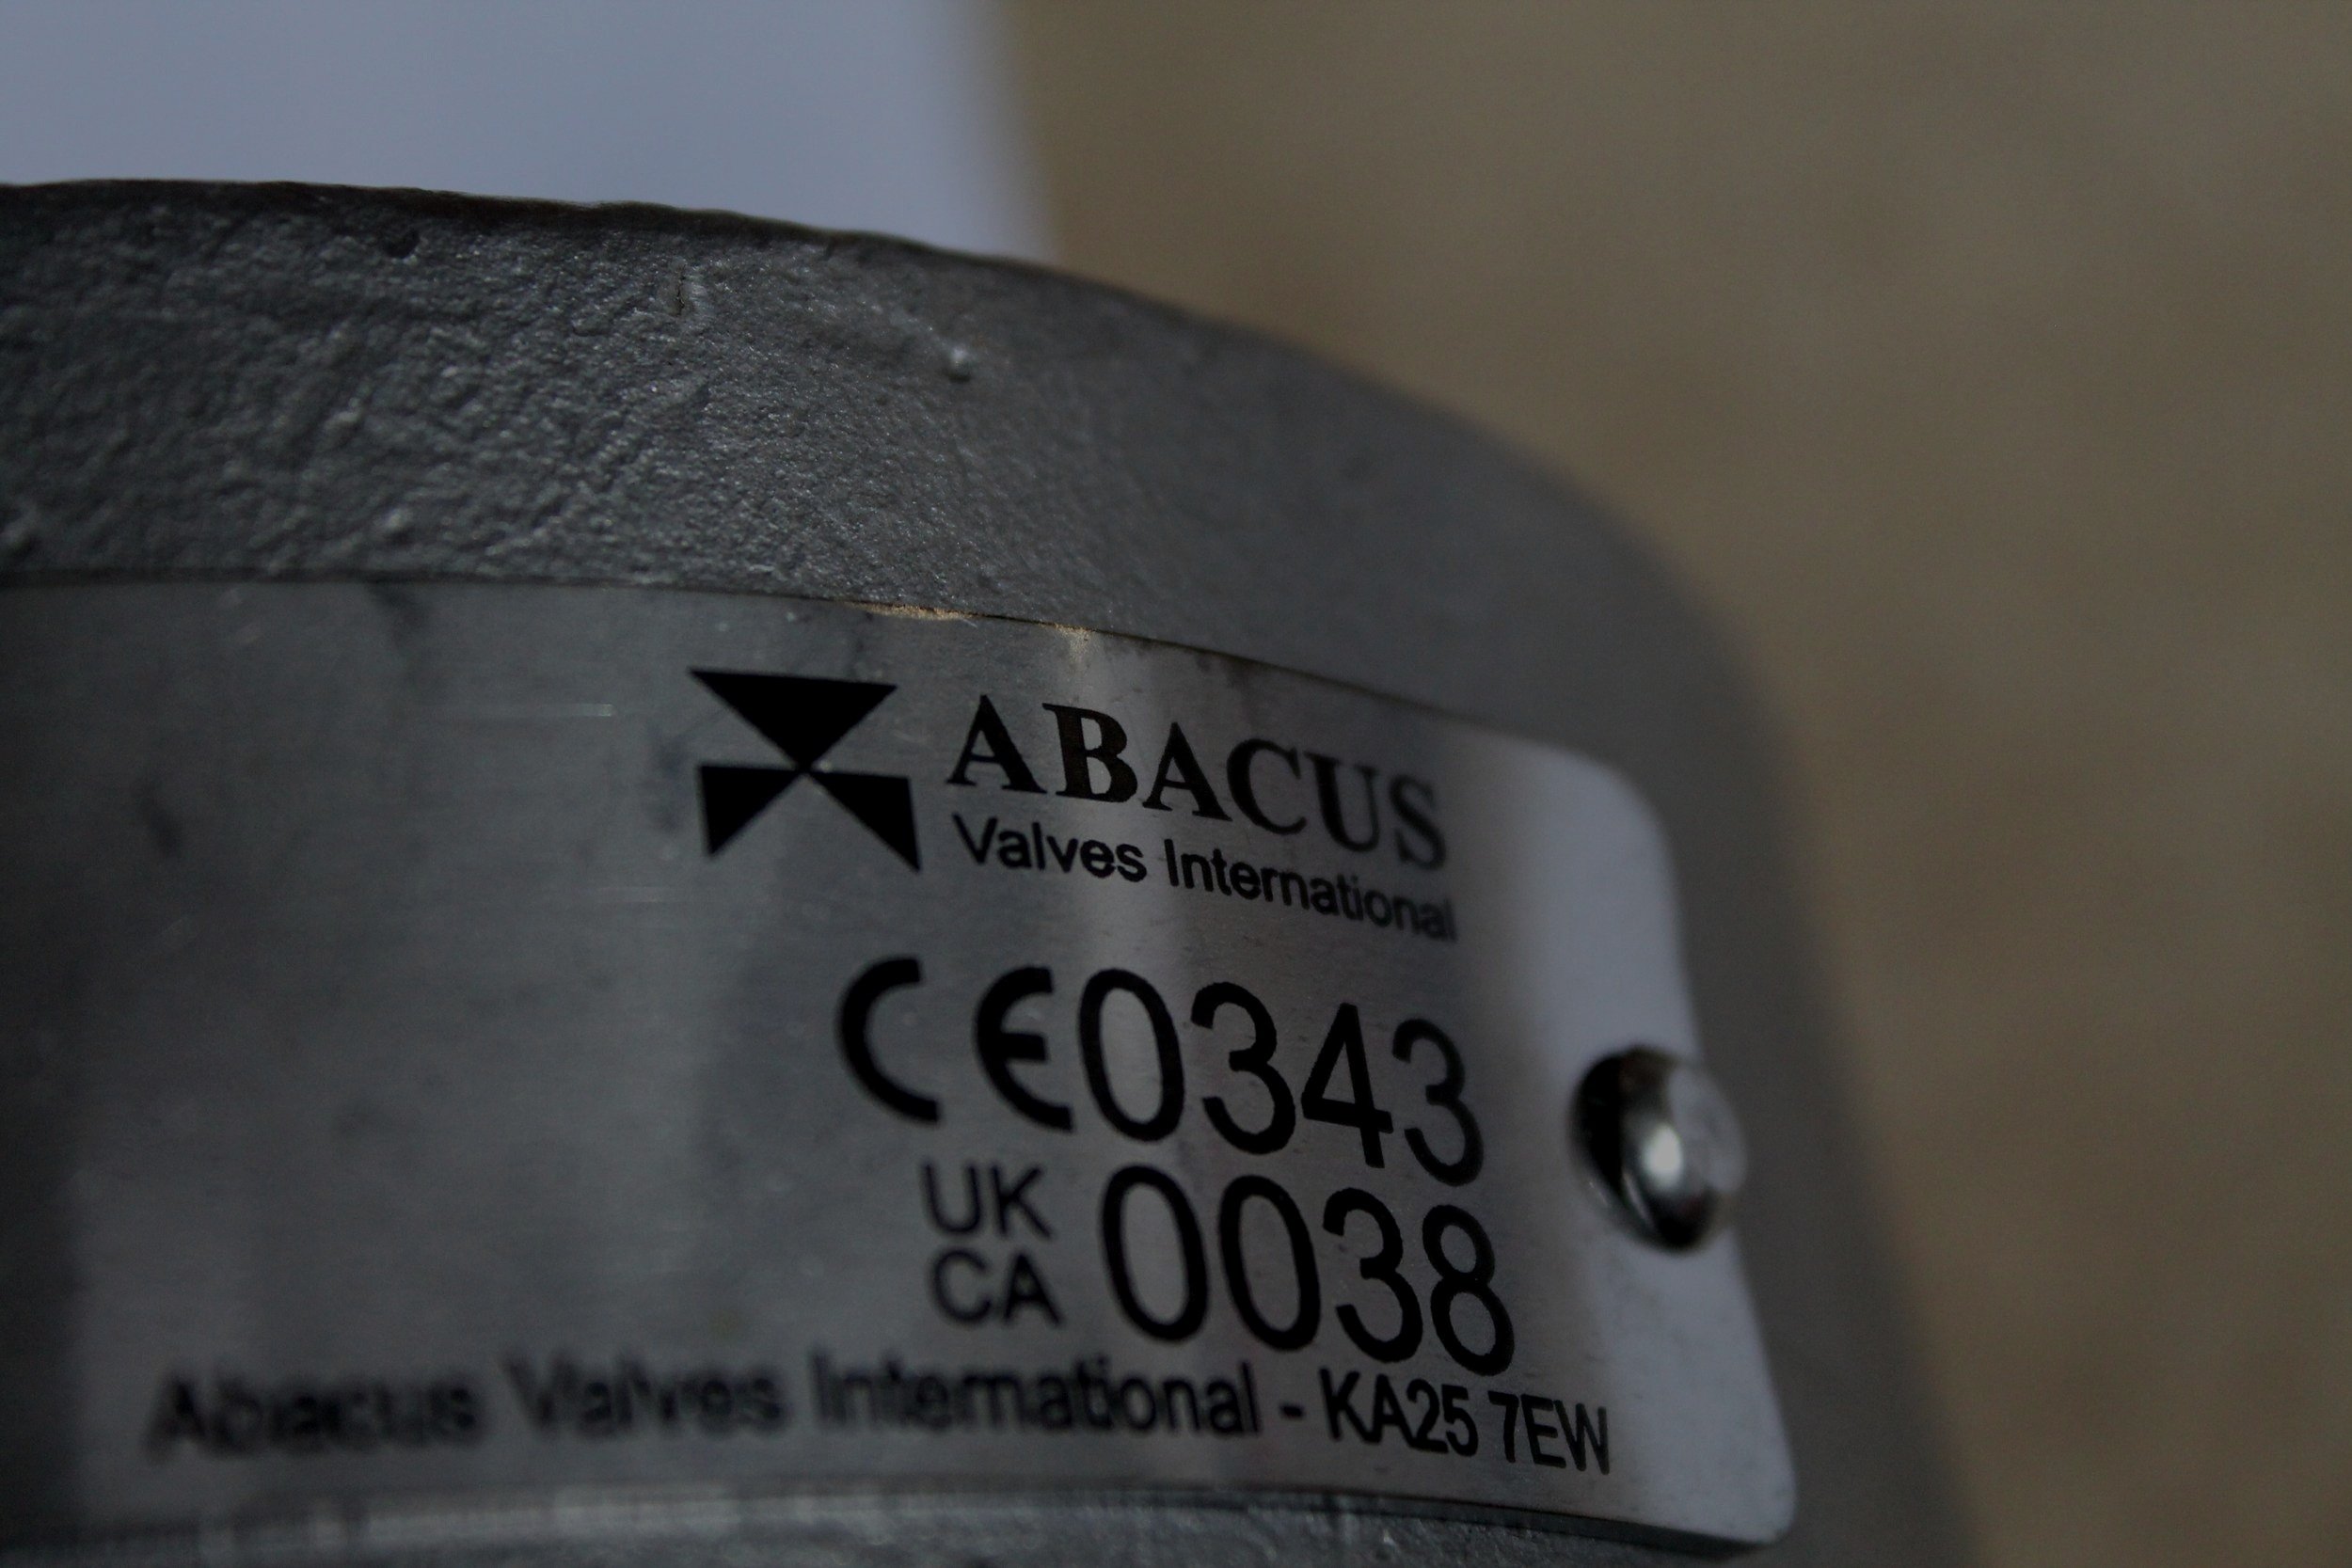 ABACUS
Valves International
CE0343
UK
CA 0038
Abacus Valves International - KA25 7EW